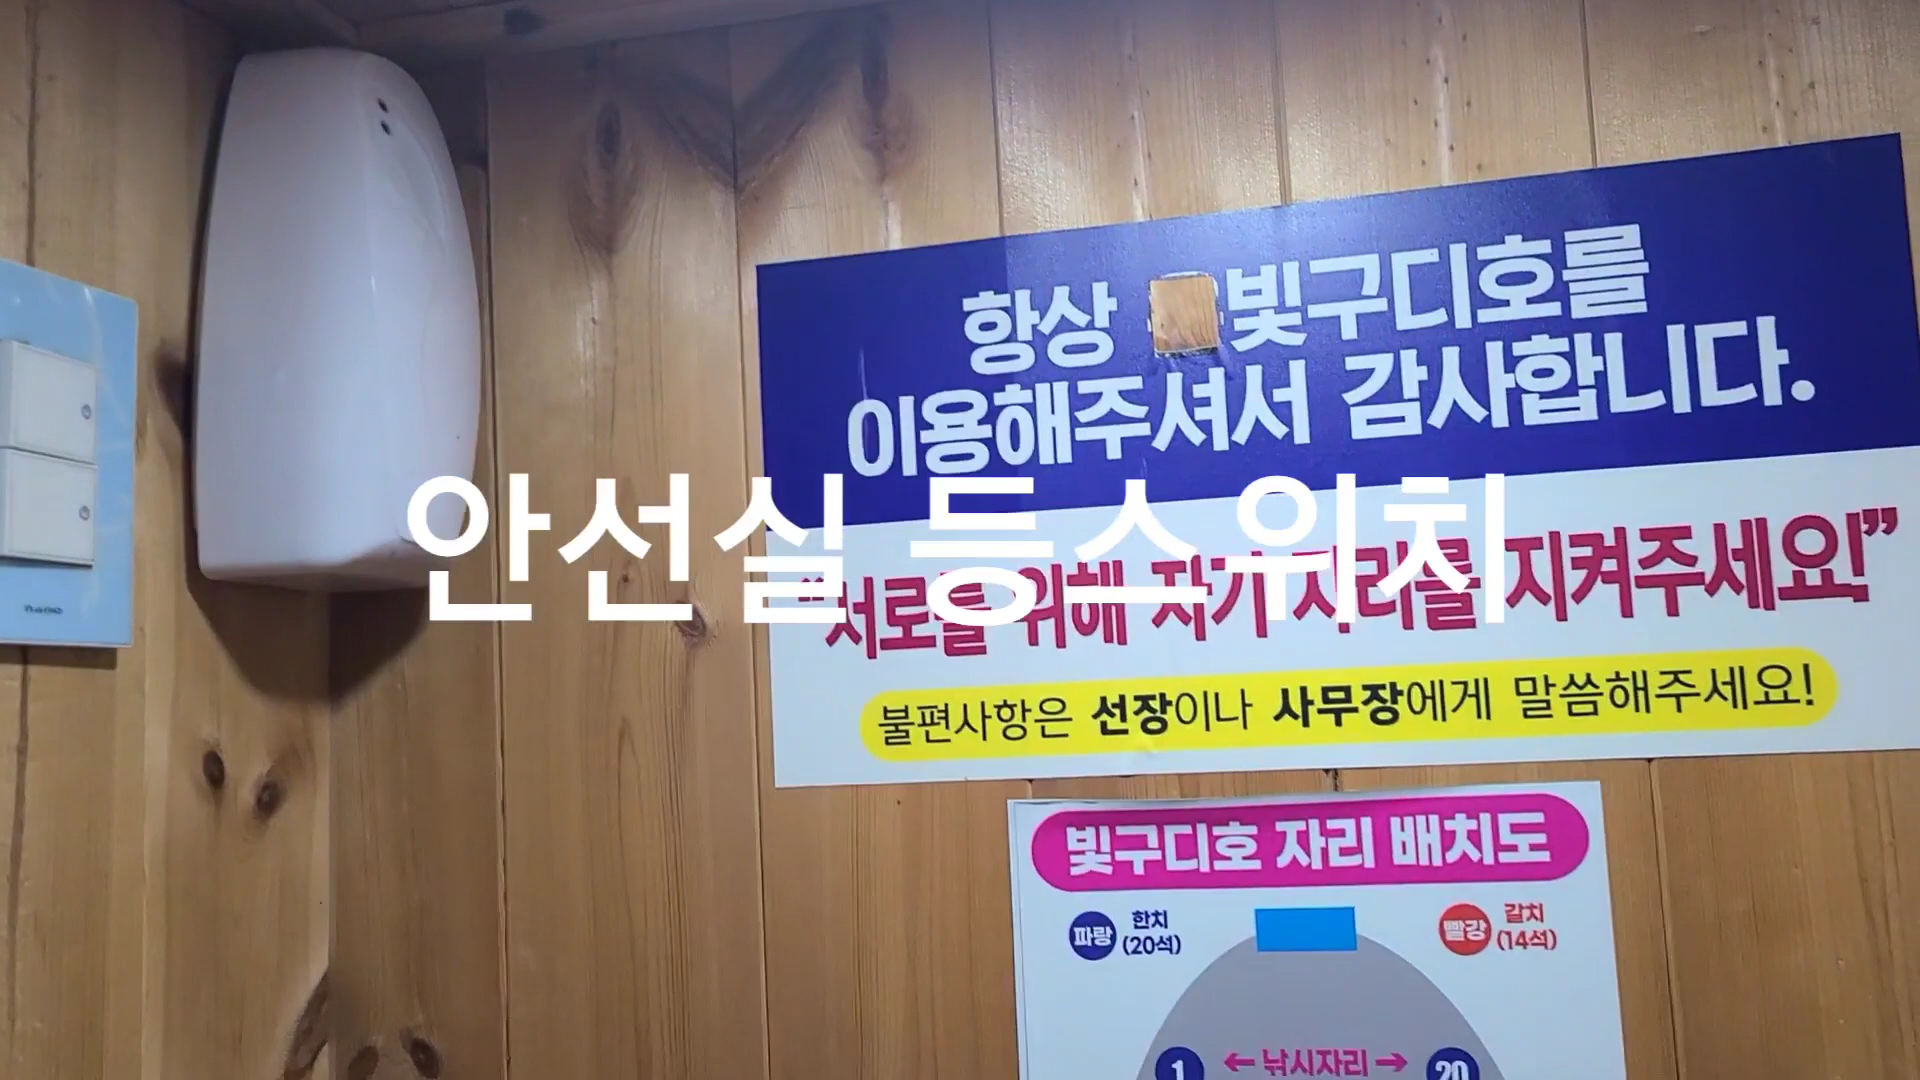 항상 빛구디호를
이용해주셔서 감사합니다.
안선실 등스위치
"서로를 위해 자기 자리를 지켜주세요!"
불편사항은 선장이나 사무장에게 말씀해주세요!
빛구디호 자리 배치도
파랑 한치 (20석)
빨강 갈치 (14석)
1 ← 낚시자리 → 20